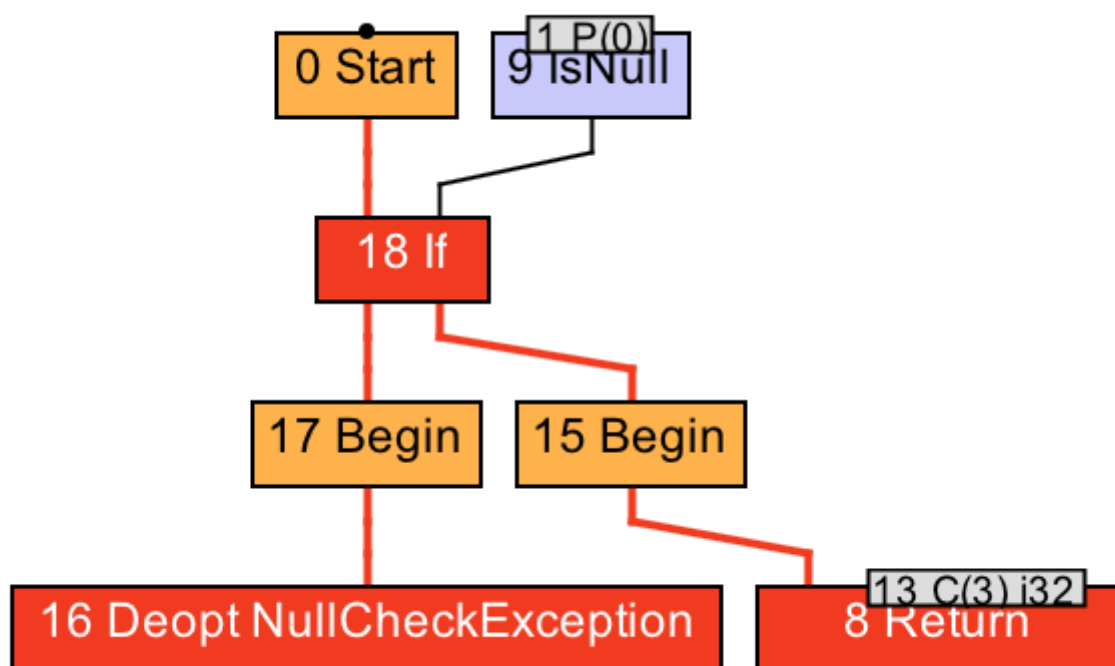 0 Start
1 P(0)
9 IsNull
18 If
17 Begin
15 Begin
16 Deopt NullCheckException
13 C(3) i32
8 Return